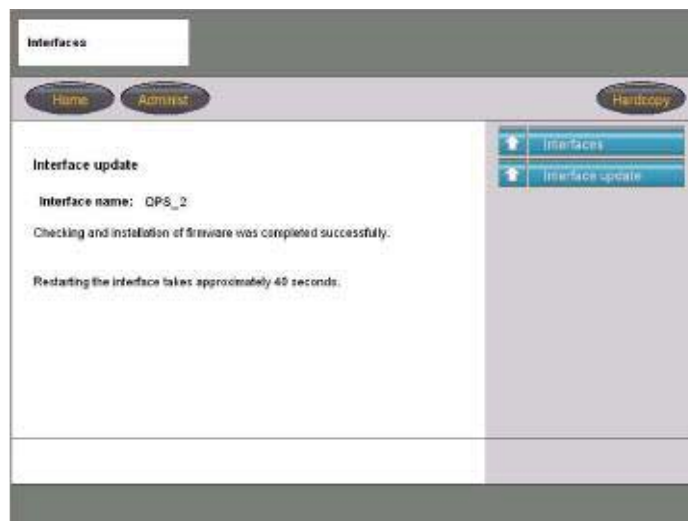 Interfaces
Home
Administ
Hardcopy
Interfaces
Interface update
Interface update
Interface name: OPS_2
Checking and installation of firmware was completed successfully.
Restarting the interface takes approximately 40 seconds.